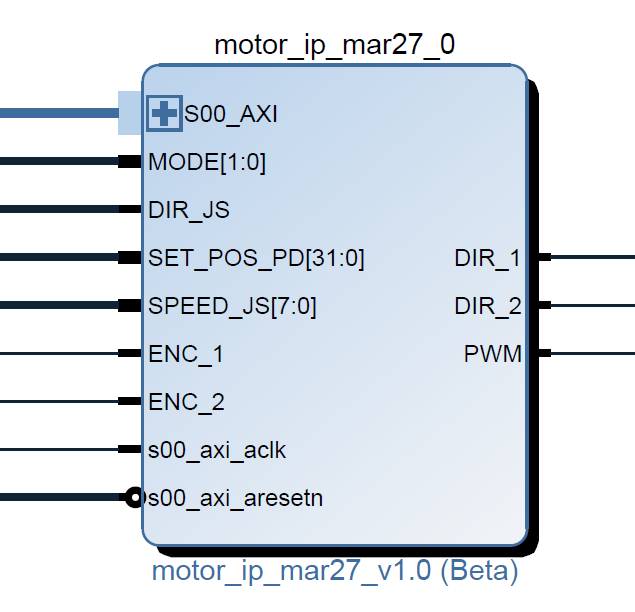 motor_ip_mar27_0
S00_AXI
MODE[1:0]
DIR_JS
SET_POS_PD[31:0]
DIR_1
SPEED_JS[7:0]
DIR_2
ENC_1
PWM
ENC_2
s00_axi_aclk
s00_axi_aresetn
motor_ip_mar27_v1.0 (Beta)